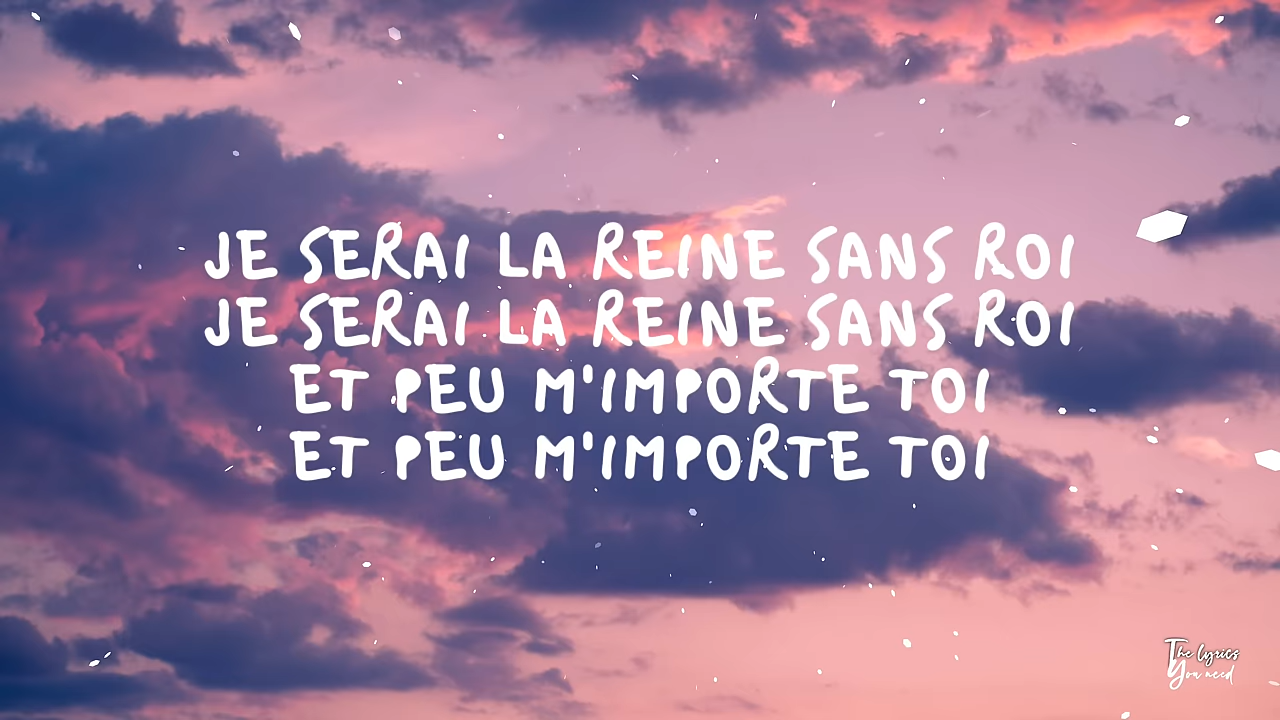 JE SERAI LA REINE SANS ROI
JE SERAI LA REINE SANS ROI
ET PEU M'IMPORTE TOI
ET PEU M'IMPORTE TOI
The lyrics
You need